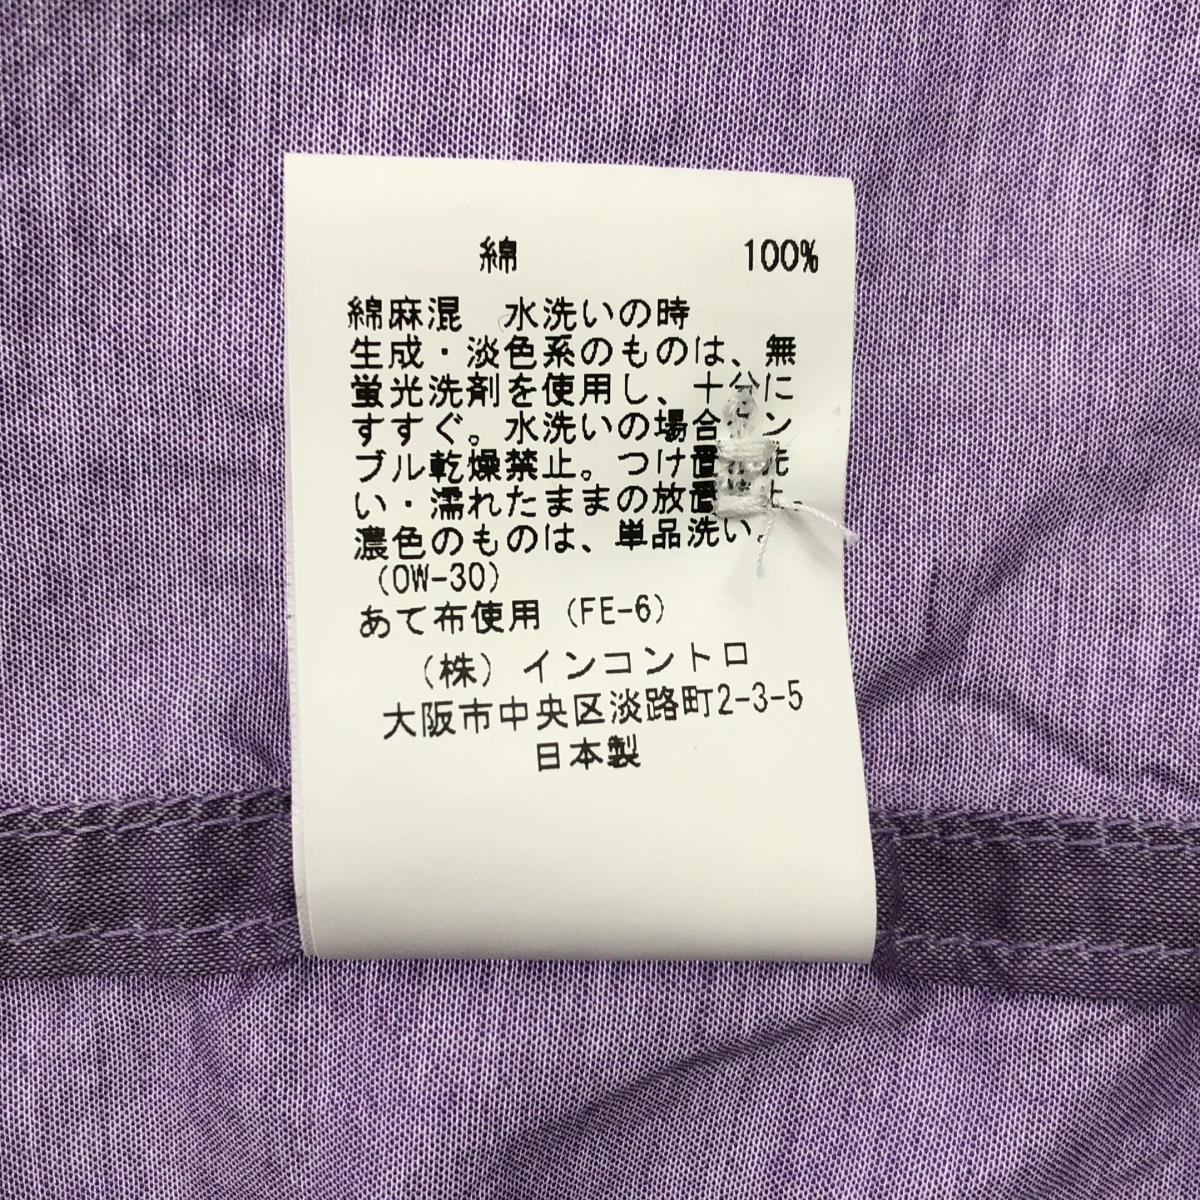 綿 100%
綿麻混 水洗いの時
生成・淡色系のものは、無
蛍光洗剤を使用し、十分に
すすぐ。水洗いの場合 ン
ブル乾燥禁止。つけ置 洗
い・濡れたままの放置 止。
濃色のものは、単品洗い。
(OW-30)
あて布使用(FE-6)
(株)インコントロ
大阪市中央区淡路町2-3-5
日本製